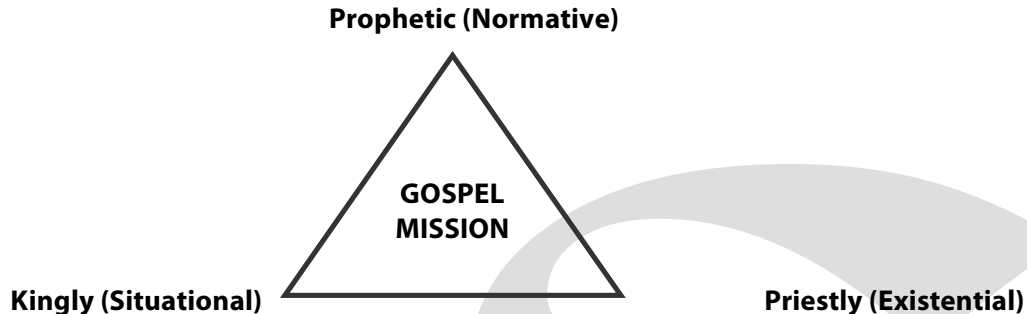 Prophetic (Normative)
GOSPEL
MISSION
Kingly (Situational)
Priestly (Existential)